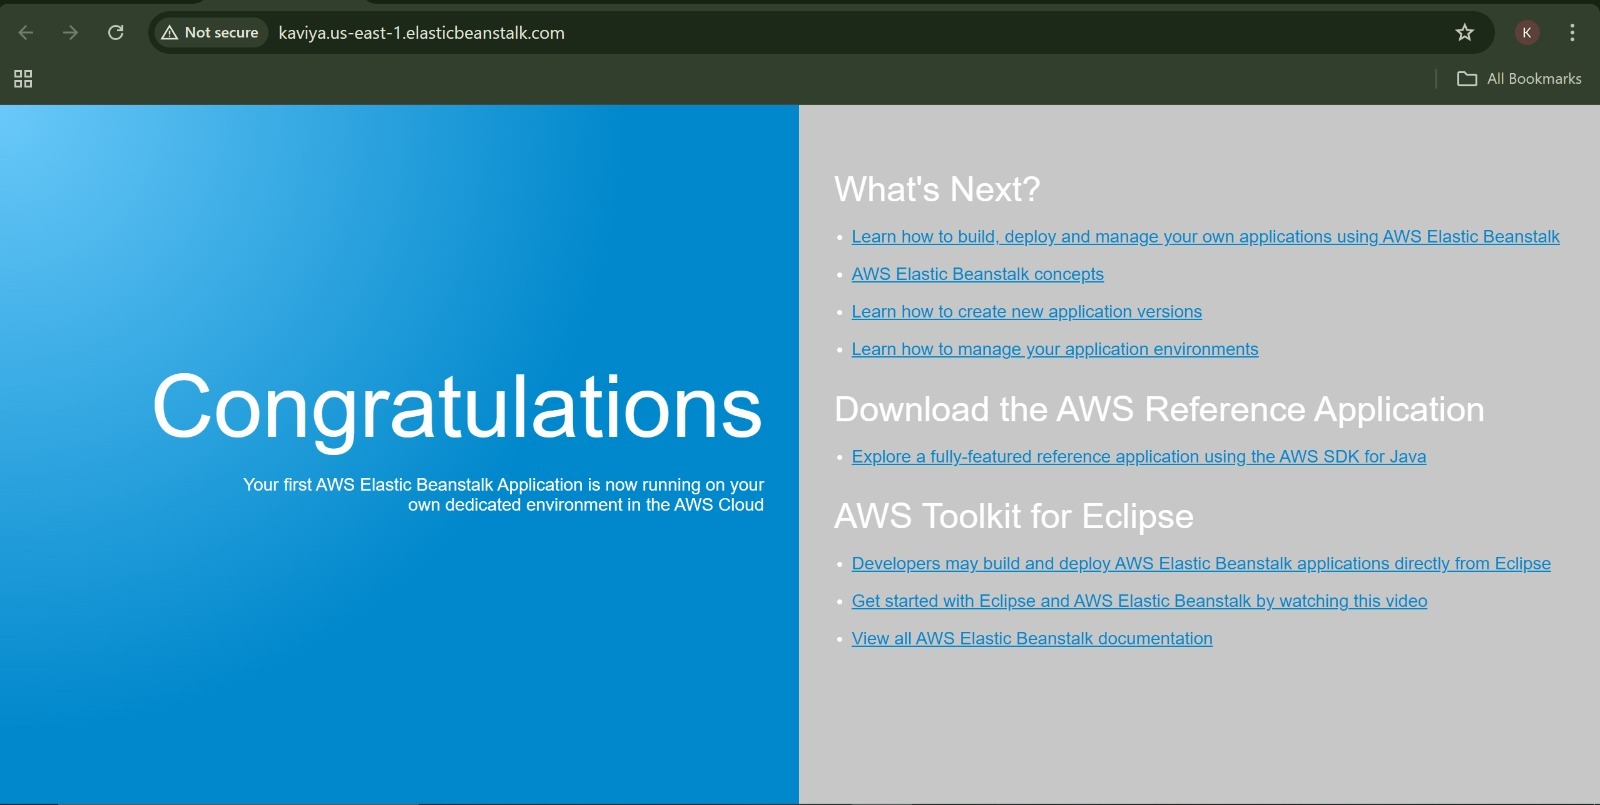 Not secure
kaviya.us-east-1.elasticbeanstalk.com
K
All Bookmarks
Congratulations
Your first AWS Elastic Beanstalk Application is now running on your
own dedicated environment in the AWS Cloud
What's Next?
Learn how to build, deploy and manage your own applications using AWS Elastic Beanstalk
AWS Elastic Beanstalk concepts
Learn how to create new application versions
Learn how to manage your application environments
Download the AWS Reference Application
Explore a fully-featured reference application using the AWS SDK for Java
AWS Toolkit for Eclipse
Developers may build and deploy AWS Elastic Beanstalk applications directly from Eclipse
Get started with Eclipse and AWS Elastic Beanstalk by watching this video
View all AWS Elastic Beanstalk documentation